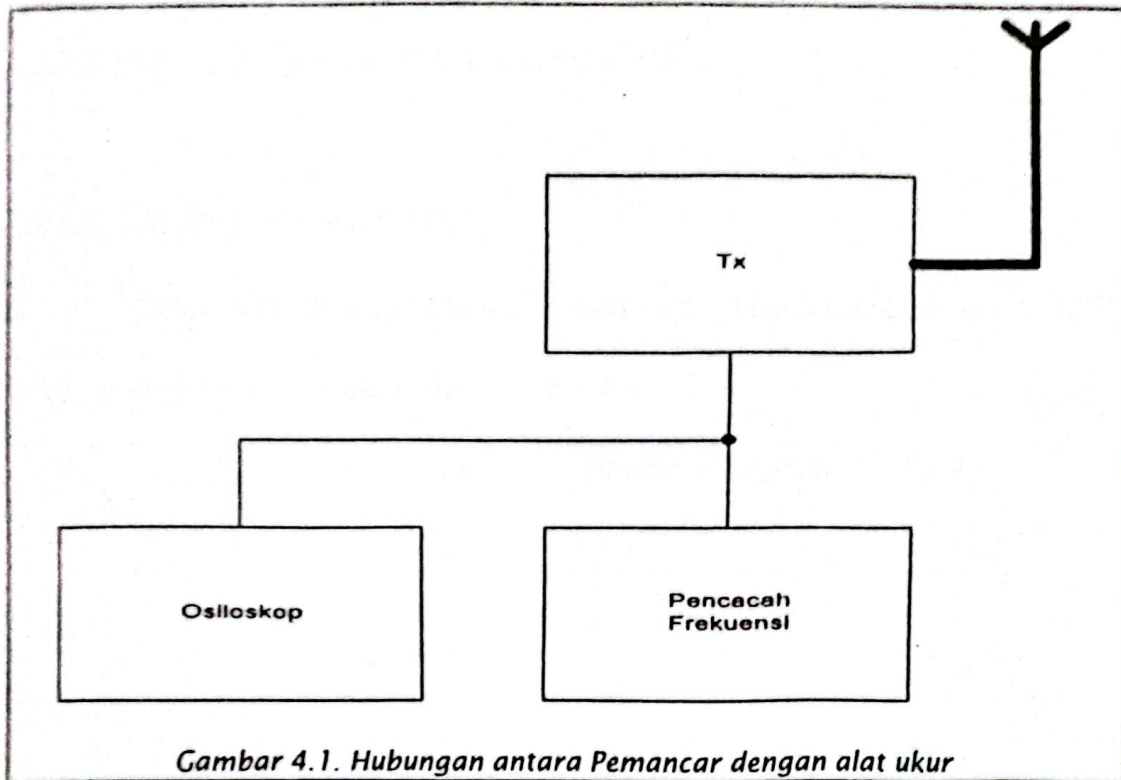 Tx
Osiloskop
Pencacah
Frekuensi
Gambar 4.1. Hubungan antara Pemancar dengan alat ukur